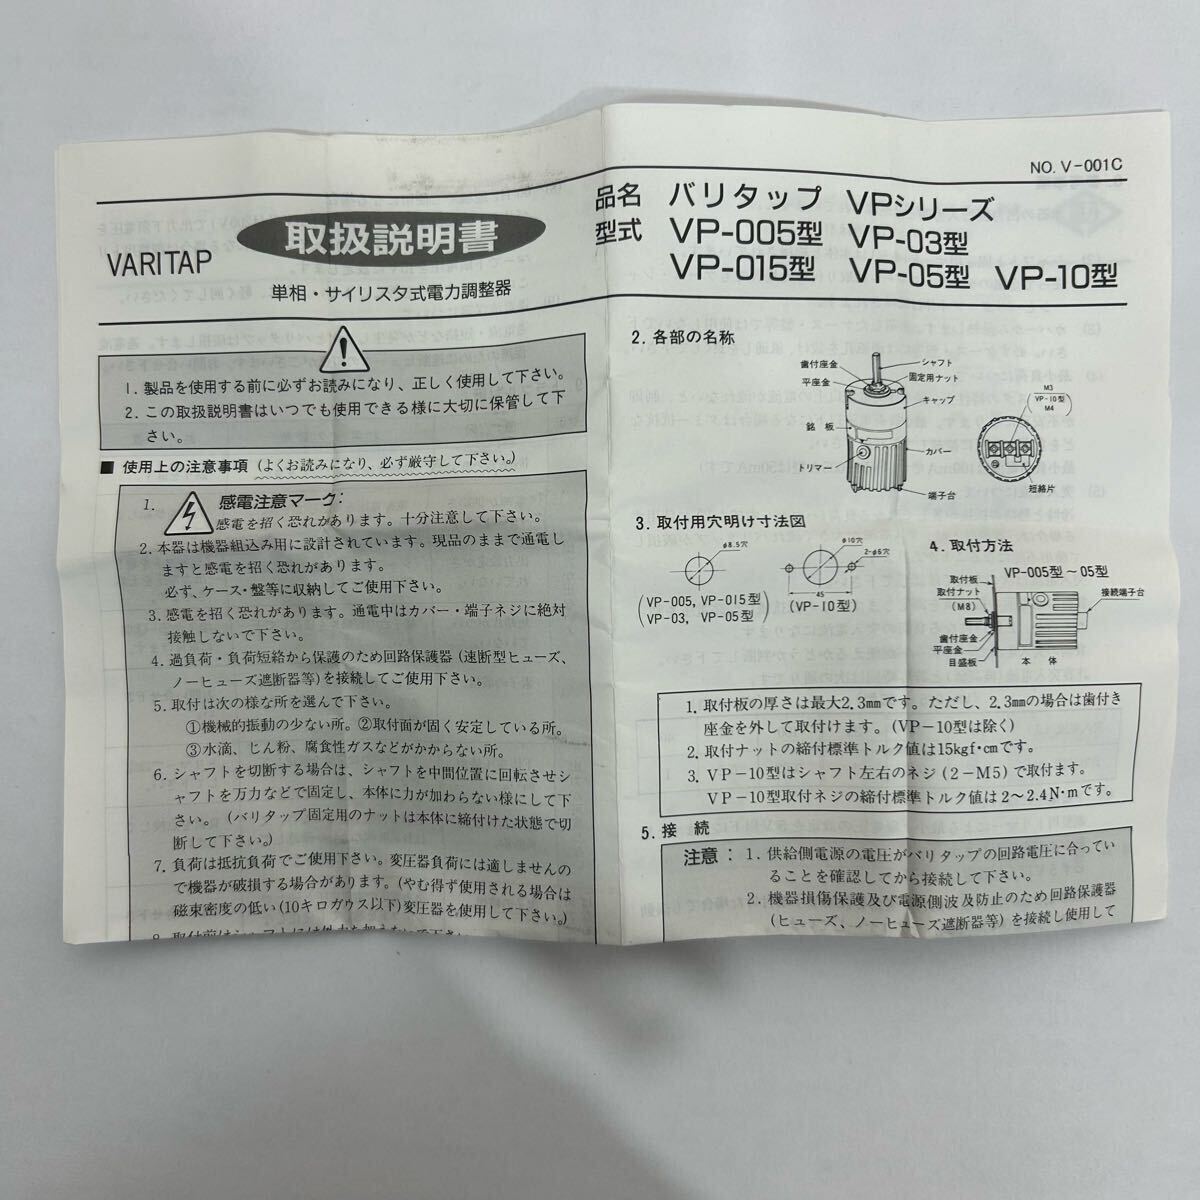 NO. V-001C
VARITAP
取扱説明書
単相・サイリスタ式電力調整器
品名 バリタップ VPシリーズ
型式 VP-005型 VP-03型
VP-015型 VP-05型 VP-10型
1. 製品を使用する前に必ずお読みになり、正しく使用して下さい。
2. この取扱説明書はいつでも使用できる様に大切に保管して下
さい。
■ 使用上の注意事項 (よくお読みになり、必ず厳守して下さい。)
1. 感電注意マーク:
感電を招く恐れがあります。十分注意して下さい。
2. 本器は機器組込み用に設計されています。現品のままで通電し
ますと感電を招く恐れがあります。
必ず、ケース・盤等に収納してご使用下さい。
3. 感電を招く恐れがあります。通電中はカバー・端子ネジに絶対
接触しないで下さい。
4. 過負荷・負荷短絡から保護のため回路保護器 (速断型ヒューズ、
ノーヒューズ遮断器等)を接続してご使用下さい。
5. 取付は次の様な所を選んで下さい。
①機械的振動の少ない所。②取付面が固く安定している所。
③水滴、じん粉、腐食性ガスなどがかからない所。
6. シャフトを切断する場合は、シャフトを中間位置に回転させシ
ャフトを万力などで固定し、本体に力が加わらない様にして下
さい。 (バリタップ固定用のナットは本体に締付けた状態で切
断して下さい。)
7. 負荷は抵抗負荷でご使用下さい。変圧器負荷には適しませんの
で機器が破損する場合があります。(やむ得ず使用される場合は
磁束密度の低い(10キロガウス以下)変圧器を使用して下さい。)
8. 取付前はシャフトには外力を加えないで下さい。
2. 各部の名称
歯付座金
平座金
銘板
トリマー
シャフト
固定用ナット
キャップ
カバー
端子台
M3
(VP-10型
M4)
短絡片
3. 取付用穴明け寸法図
φ8.5穴
φ10穴
2-φ6穴
45
(VP-005, VP-015型
VP-03, VP-05型)
(VP-10型)
4. 取付方法
VP-005型～05型
取付板
取付ナット
(M8)
歯付座金
平座金
目盛板
本 体
接続端子台
1. 取付板の厚さは最大2.3mmです。ただし、2.3mmの場合は歯付き
座金を外して取付けます。(VP-10型は除く)
2. 取付ナットの締付標準トルク値は15kgf・cmです。
3. VP-10型はシャフト左右のネジ (2-M5) で取付ます。
VP-10型取付ネジの締付標準トルク値は2～2.4N・mです。
5. 接 続
注意: 1. 供給側電源の電圧がバリタップの回路電圧に合ってい
ることを確認してから接続して下さい。
2. 機器損傷保護及び電源側波及防止のため回路保護器
(ヒューズ、ノーヒューズ遮断器等) を接続し使用して